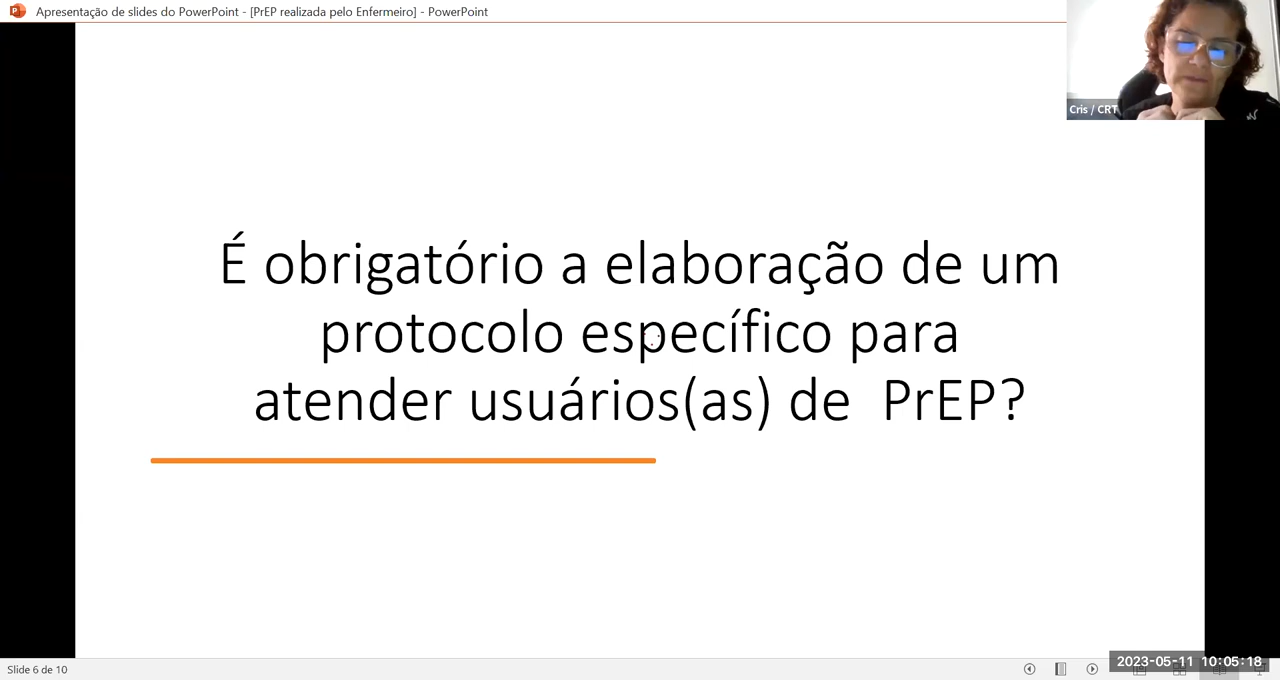 Apresentação de slides do PowerPoint - [PrEP realizada pelo Enfermeiro] - PowerPoint
Cris / CRT
É obrigatório a elaboração de um
protocolo específico para
atender usuários(as) de PrEP?
Slide 6 de 10
2023-05-11 10:05:18